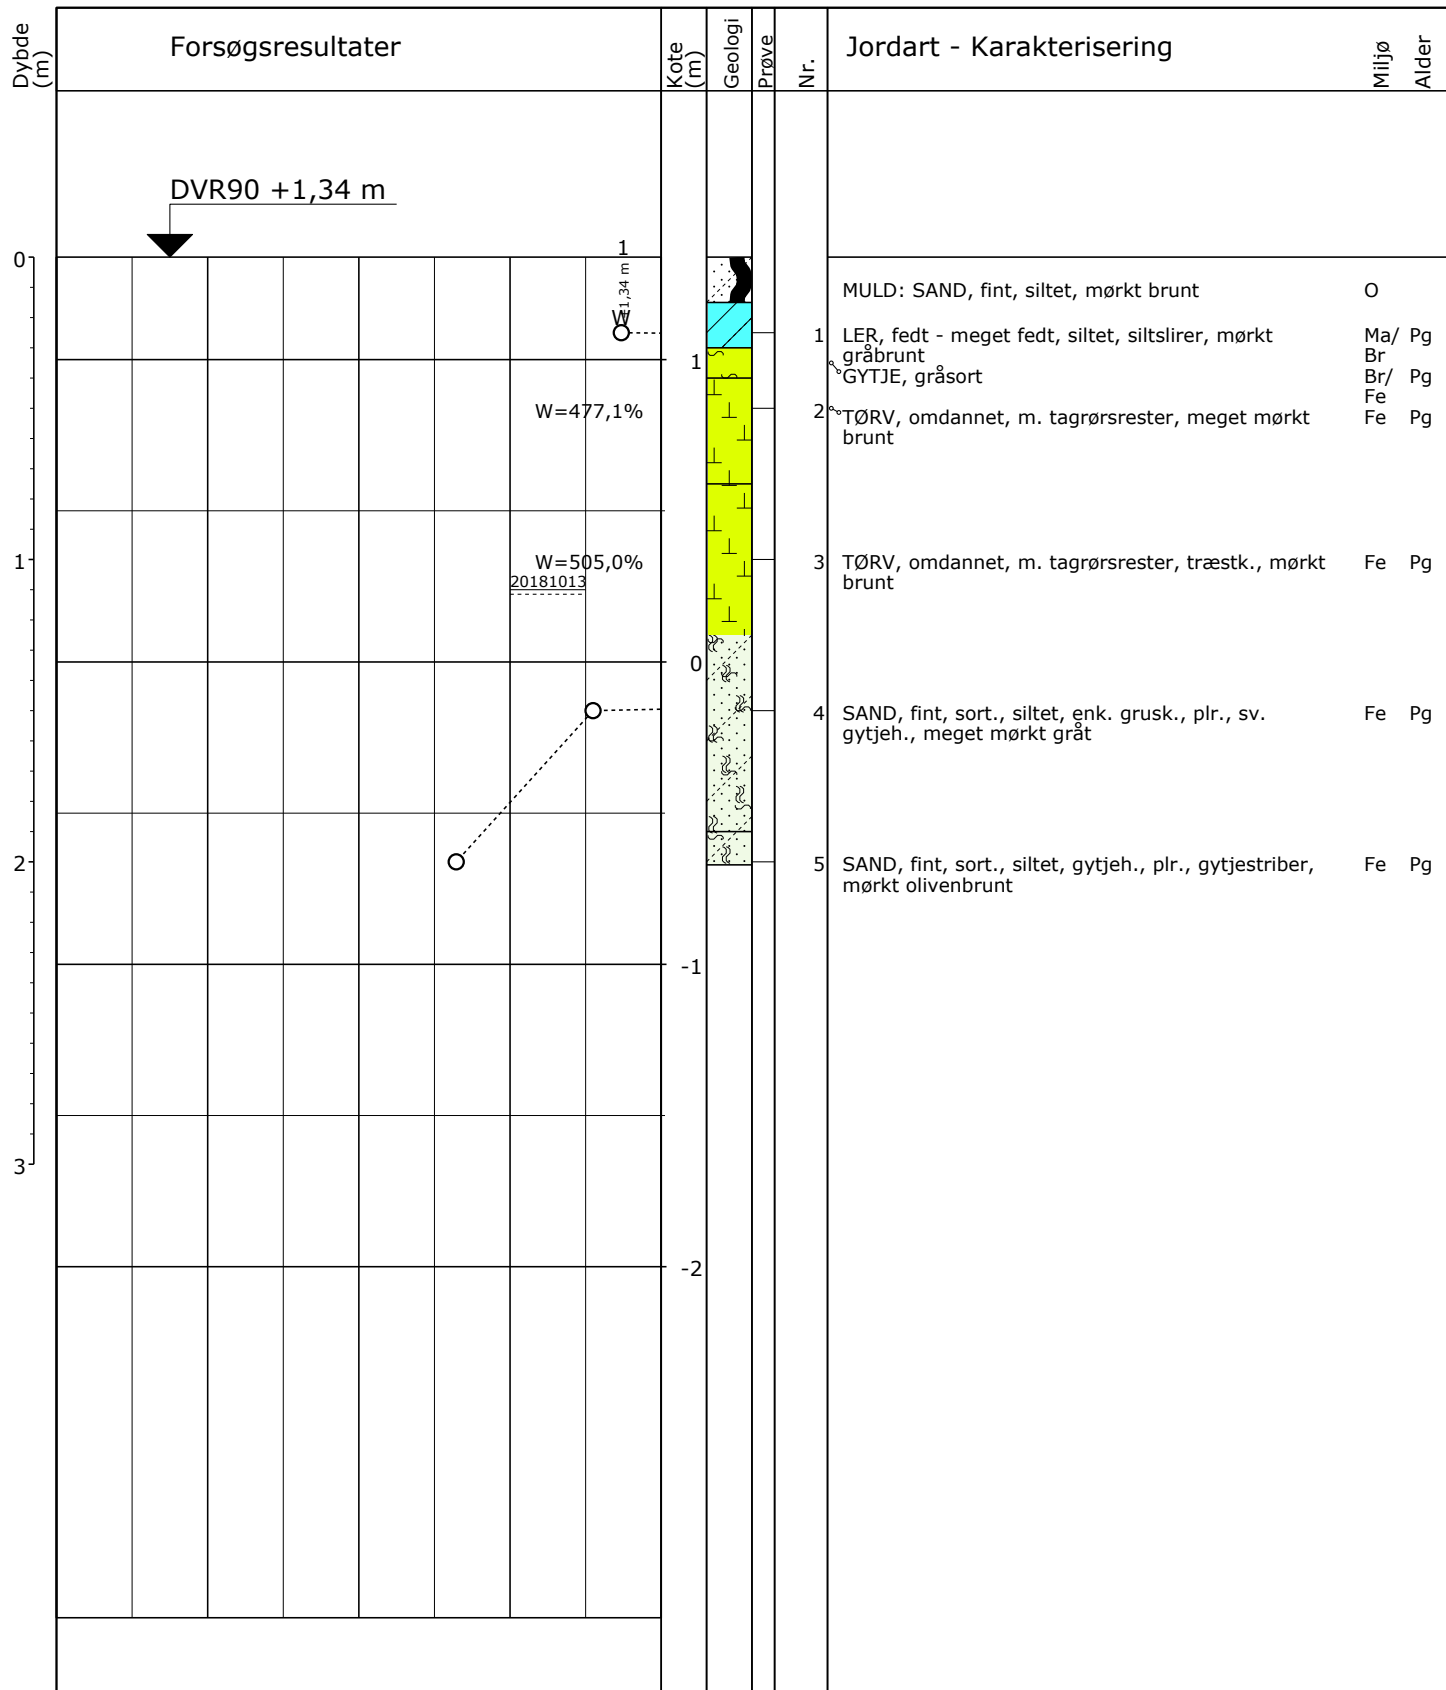 Dybde
(m)
Forsøgsresultater
Kote
(m)
Geologi
Prøve
Nr.
Jordart - Karakterisering
Miljø
Alder
DVR90 +1,34 m
1
+1,34 m
W
0
MULD: SAND, fint, siltet, mørkt brunt O
1 LER, fedt - meget fedt, siltet, siltslirer, mørkt Ma/ Pg
gråbrunt Br
1
GYTJE, gråsort Br/ Pg
Fe
W=477,1%
2 TØRV, omdannet, m. tagrørsrester, meget mørkt Fe Pg
brunt
1
W=505,0%
20181013
3 TØRV, omdannet, m. tagrørsrester, træstk., mørkt Fe Pg
brunt
0
4 SAND, fint, sort., siltet, enk. grusk., plr., sv. Fe Pg
gytjeh., meget mørkt gråt
2
5 SAND, fint, sort., siltet, gytjeh., plr., gytjestriber, Fe Pg
mørkt olivenbrunt
-1
3
-2